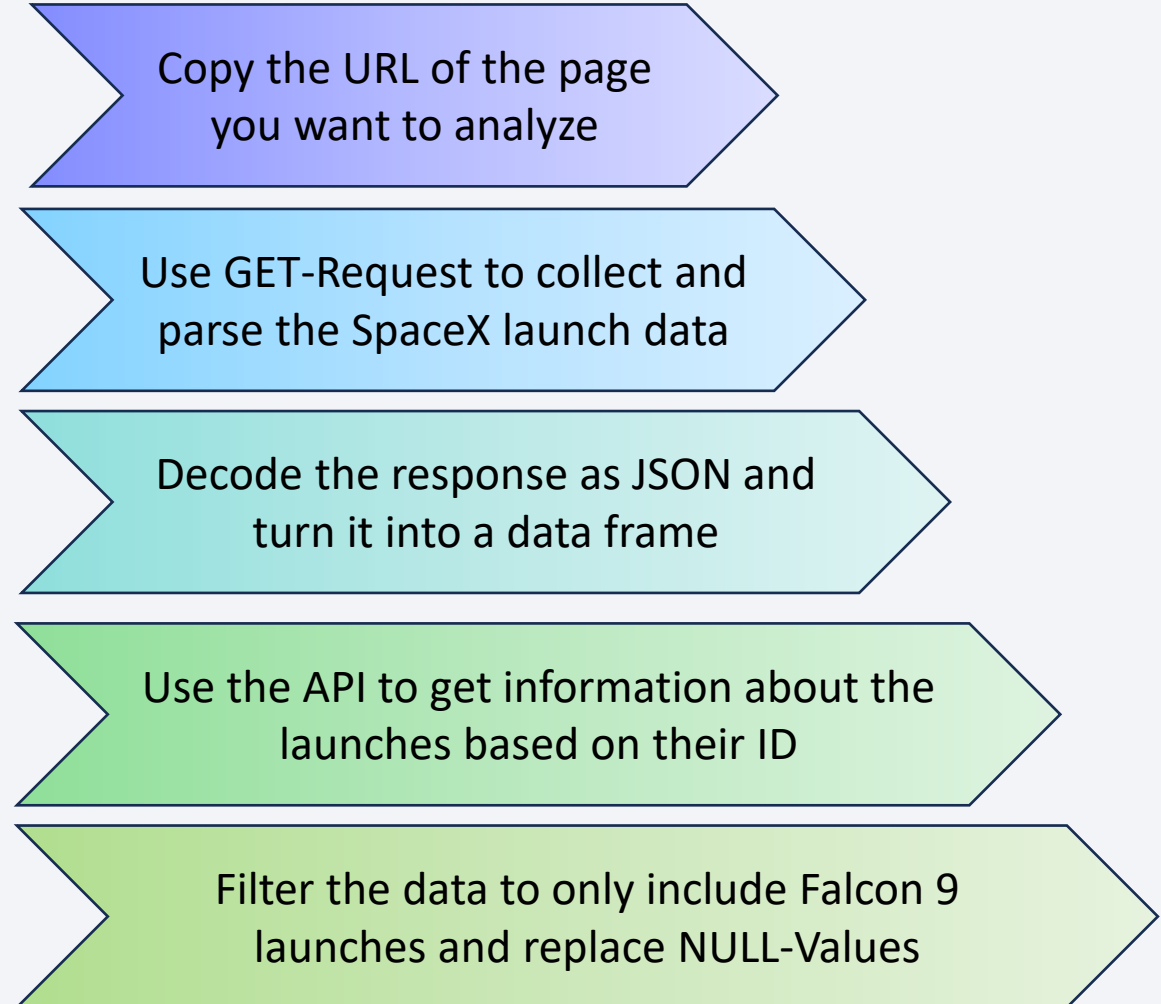 Copy the URL of the page
you want to analyze
Use GET-Request to collect and
parse the SpaceX launch data
Decode the response as JSON and
turn it into a data frame
Use the API to get information about the
launches based on their ID
Filter the data to only include Falcon 9
launches and replace NULL-Values